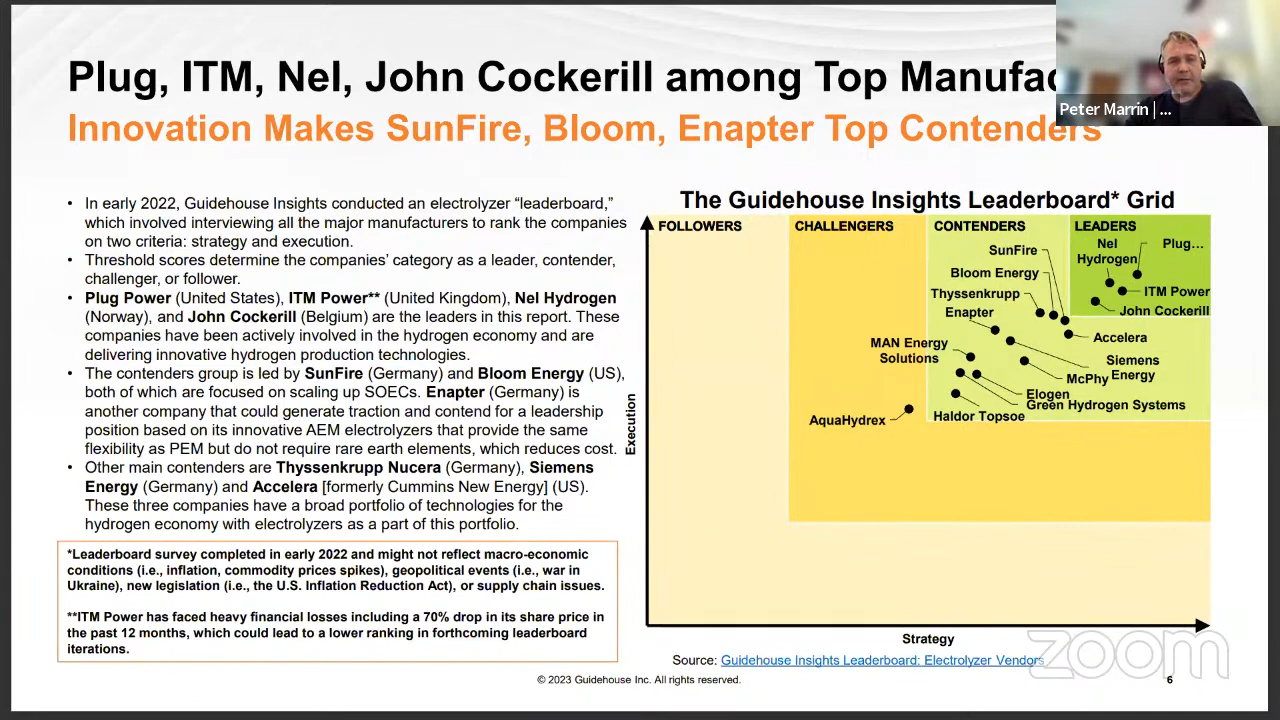 Plug, ITM, Nel, John Cockerill among Top Manufac
Peter Marrin | ...
Innovation Makes SunFire, Bloom, Enapter Top Contenders
• In early 2022, Guidehouse Insights conducted an electrolyzer “leaderboard,”
which involved interviewing all the major manufacturers to rank the companies
on two criteria: strategy and execution.
• Threshold scores determine the companies’ category as a leader, contender,
challenger, or follower.
• Plug Power (United States), ITM Power** (United Kingdom), Nel Hydrogen
(Norway), and John Cockerill (Belgium) are the leaders in this report. These
companies have been actively involved in the hydrogen economy and are
delivering innovative hydrogen production technologies.
• The contenders group is led by SunFire (Germany) and Bloom Energy (US),
both of which are focused on scaling up SOECs. Enapter (Germany) is
another company that could generate traction and contend for a leadership
position based on its innovative AEM electrolyzers that provide the same
flexibility as PEM but do not require rare earth elements, which reduces cost.
• Other main contenders are Thyssenkrupp Nucera (Germany), Siemens
Energy (Germany) and Accelera [formerly Cummins New Energy] (US).
These three companies have a broad portfolio of technologies for the
hydrogen economy with electrolyzers as a part of this portfolio.
*Leaderboard survey completed in early 2022 and might not reflect macro-economic
conditions (i.e., inflation, commodity prices spikes), geopolitical events (i.e., war in
Ukraine), new legislation (i.e., the U.S. Inflation Reduction Act), or supply chain issues.
**ITM Power has faced heavy financial losses including a 70% drop in its share price in
the past 12 months, which could lead to a lower ranking in forthcoming leaderboard
iterations.
The Guidehouse Insights Leaderboard* Grid
FOLLOWERS
CHALLENGERS
CONTENDERS
LEADERS
Nel
Hydrogen
Plug...
SunFire
Bloom Energy
Thyssenkrupp
ITM Power
Enapter
John Cockerill
MAN Energy
Solutions
Accelera
Siemens
Energy
McPhy
Elogen
Green Hydrogen Systems
AquaHydrex
Haldor Topsoe
Execution
Strategy
Source: Guidehouse Insights Leaderboard: Electrolyzer Vendors
zoom
© 2023 Guidehouse Inc. All rights reserved.
6